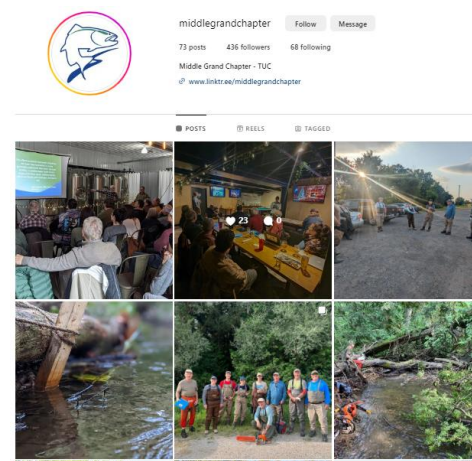 middlegrandchapter Follow Message
73 posts 436 followers 68 following
Middle Grand Chapter - TUC
www.linktr.ee/middlegrandchapter
POSTS REELS TAGGED
23 0